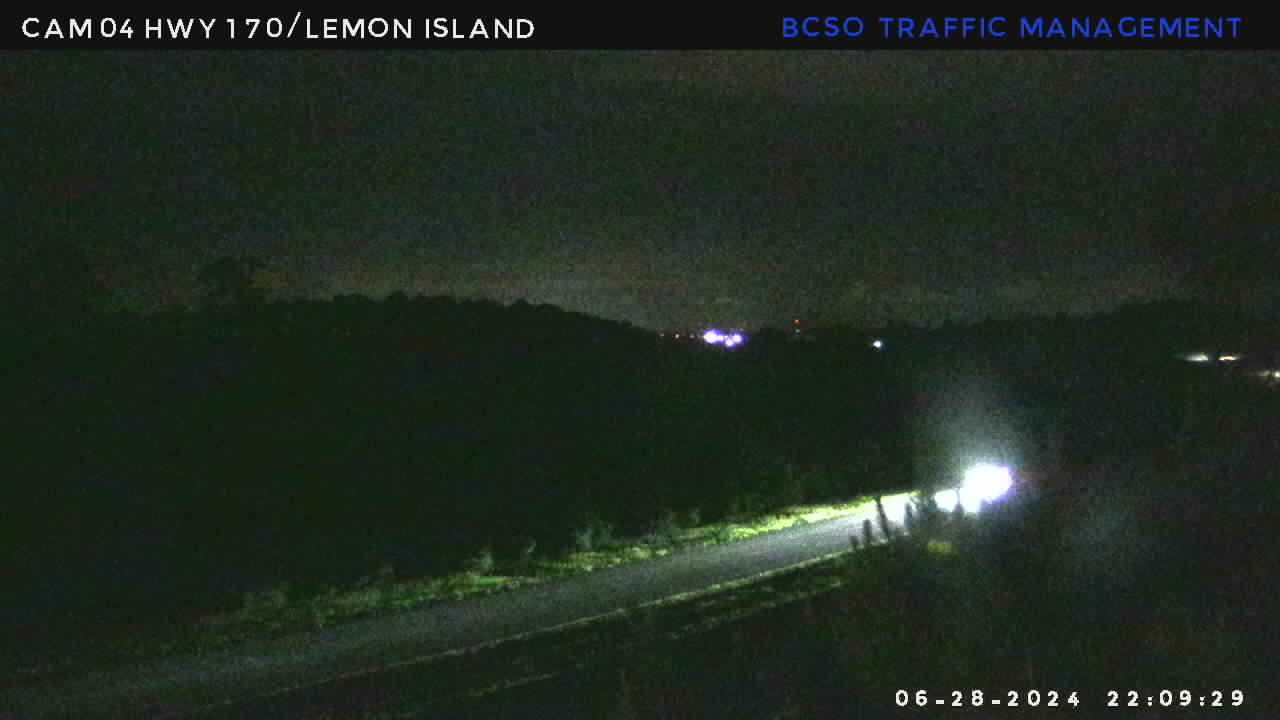 CAM04 HWY 170/LEMON ISLAND
BCSO TRAFFIC MANAGEMENT
06-28-2024 22:09:29